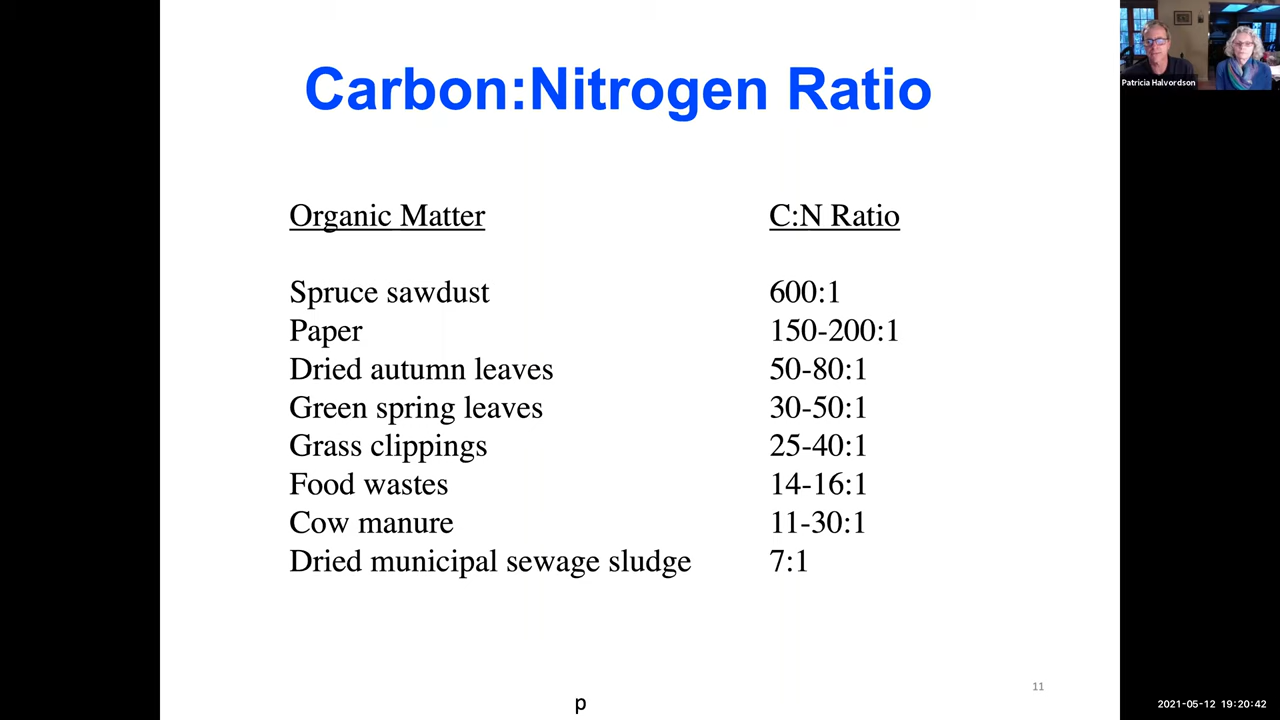 Carbon:Nitrogen Ratio
Organic Matter C:N Ratio
Spruce sawdust 600:1
Paper 150-200:1
Dried autumn leaves 50-80:1
Green spring leaves 30-50:1
Grass clippings 25-40:1
Food wastes 14-16:1
Cow manure 11-30:1
Dried municipal sewage sludge 7:1
11
p
Patricia Halvordson
2021-05-12 19:20:42